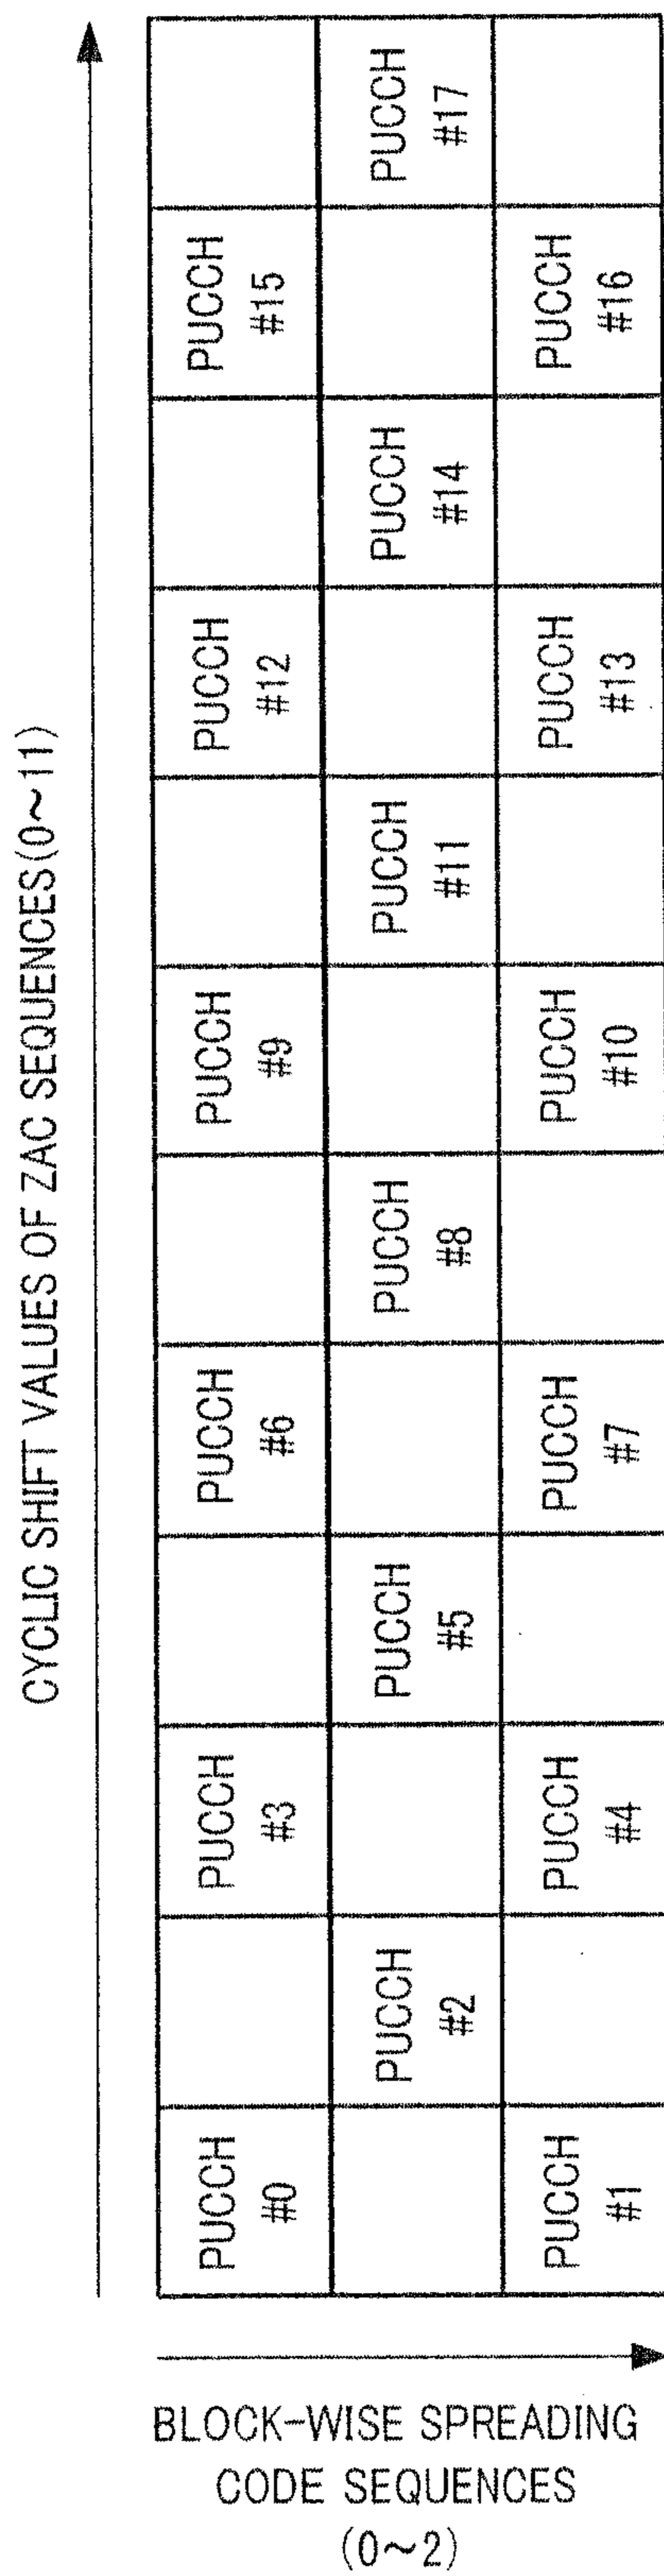 CYCLIC SHIFT VALUES OF ZAC SEQUENCES(0~11)
BLOCK-WISE SPREADING
CODE SEQUENCES
(0~2)
PUCCH
#0
PUCCH
#3
PUCCH
#6
PUCCH
#9
PUCCH
#12
PUCCH
#15
PUCCH
#2
PUCCH
#5
PUCCH
#8
PUCCH
#11
PUCCH
#14
PUCCH
#17
PUCCH
#1
PUCCH
#4
PUCCH
#7
PUCCH
#10
PUCCH
#13
PUCCH
#16